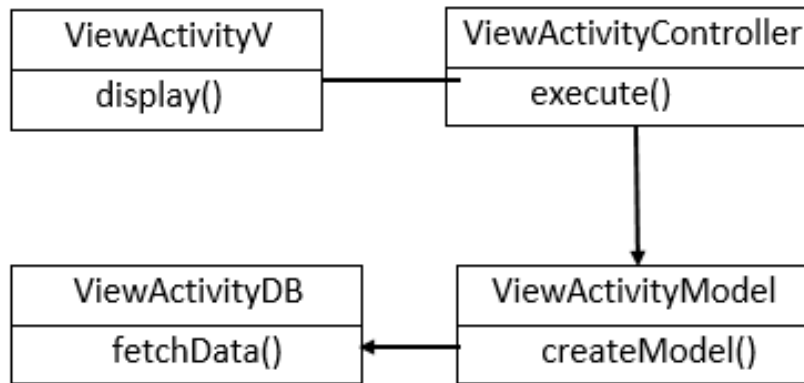 ViewActivityV
display()
ViewActivityController
execute()
ViewActivityDB
fetchData()
ViewActivityModel
createModel()